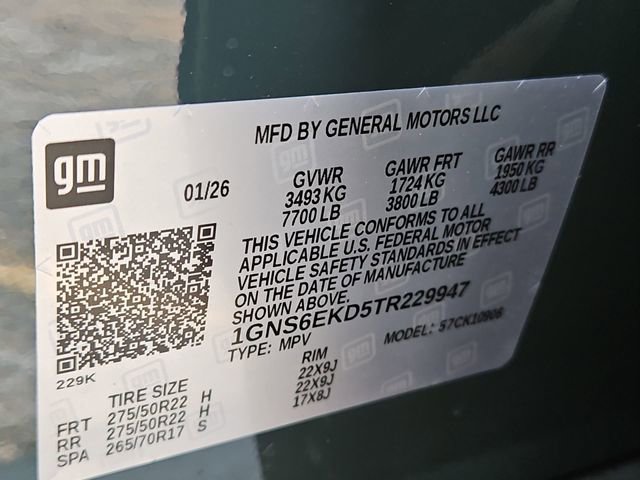 MFD BY GENERAL MOTORS LLC
gm
01/26
GVWR
3493 KG
7700 LB
GAWR FRT
1724 KG
3800 LB
GAWR RR
1950 KG
4300 LB
THIS VEHICLE CONFORMS TO ALL
APPLICABLE U.S. FEDERAL MOTOR
VEHICLE SAFETY STANDARDS IN EFFECT
ON THE DATE OF MANUFACTURE
SHOWN ABOVE.
1GNS6EKD5TR229947
TYPE: MPV
MODEL: 57CK10906
229K
TIRE SIZE
RIM
FRT 275/50R22 H 22X9J
RR 275/50R22 H 22X9J
SPA 265/70R17 S 17X8J